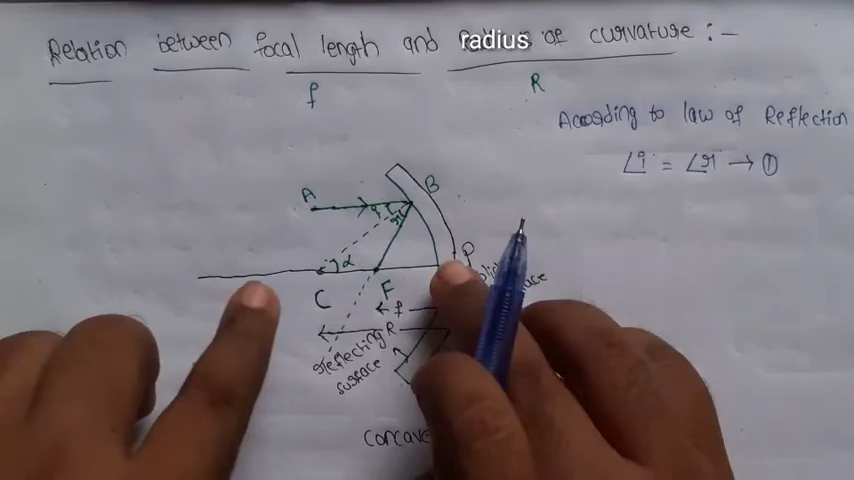 Relation between focal length and radius of curvature :-
f
R
According to law of Reflection
∠i = ∠r → ①
A
B
i
r
α
P
C
F
f
R
reflecting
surface
concave